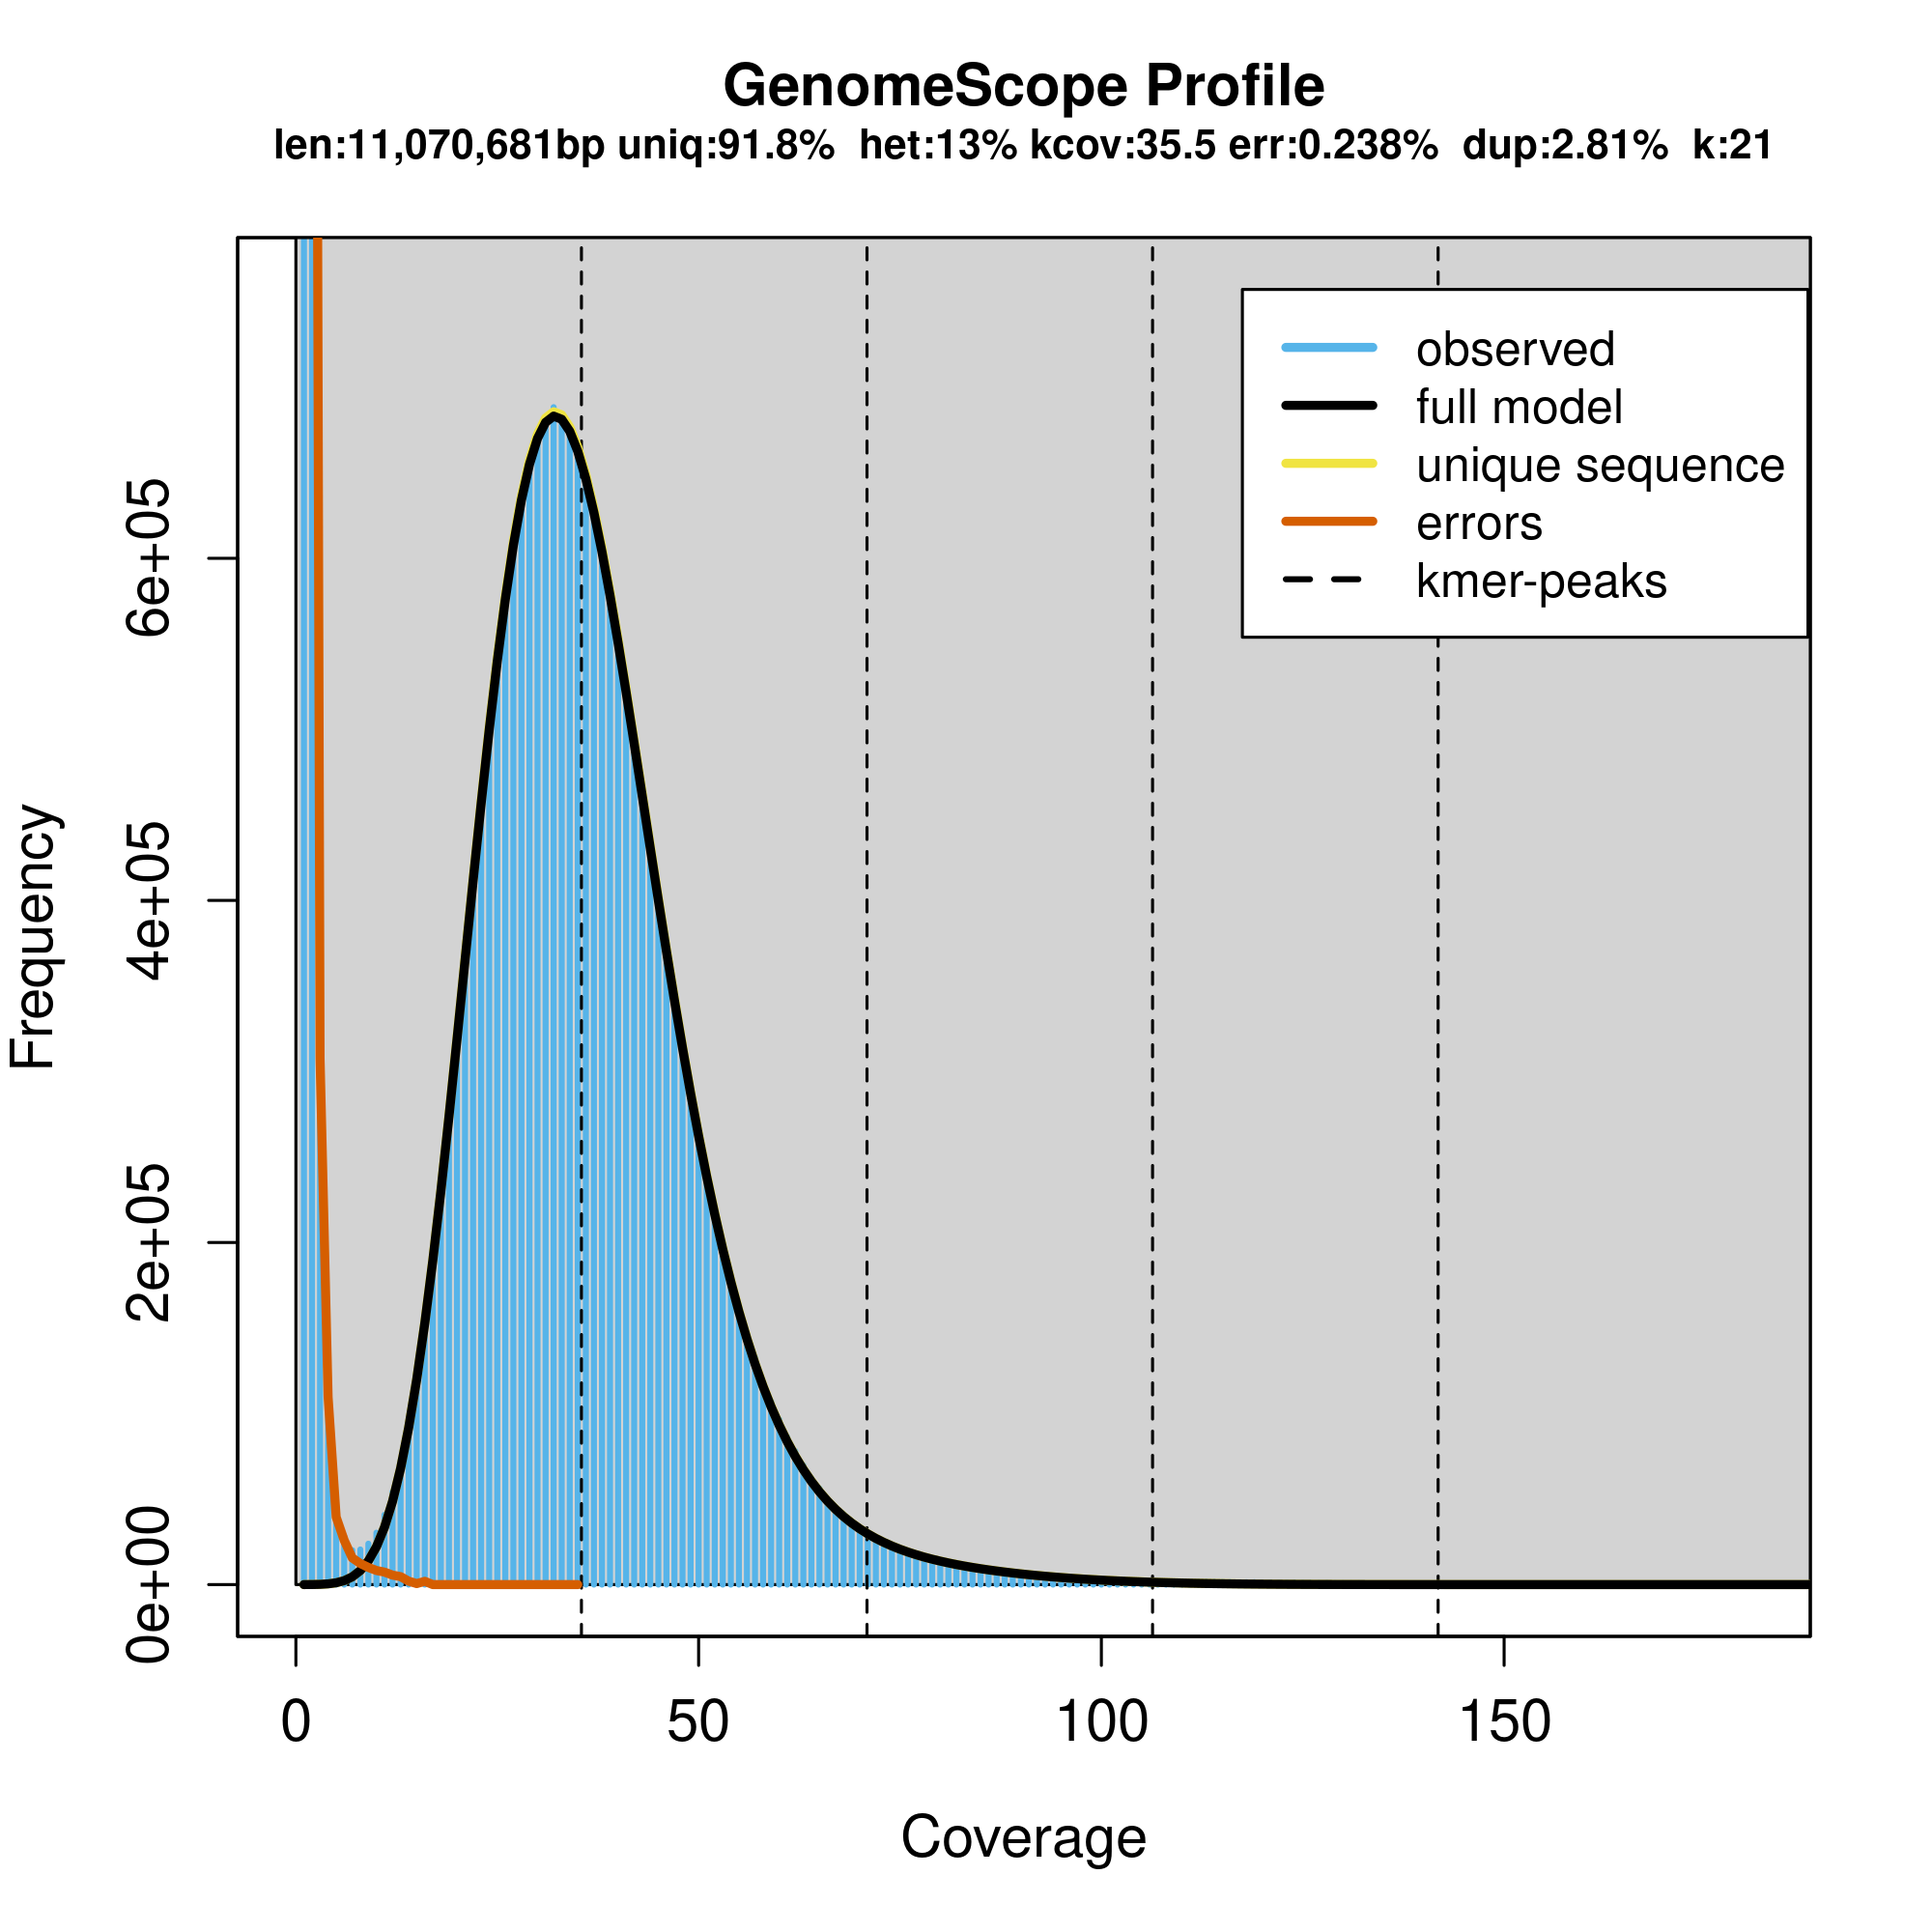 GenomeScope Profile
len:11,070,681bp uniq:91.8% het:13% kcov:35.5 err:0.238% dup:2.81% k:21
observed
full model
unique sequence
errors
kmer-peaks
Frequency
6e+05
4e+05
2e+05
0e+00
0 50 100 150
Coverage